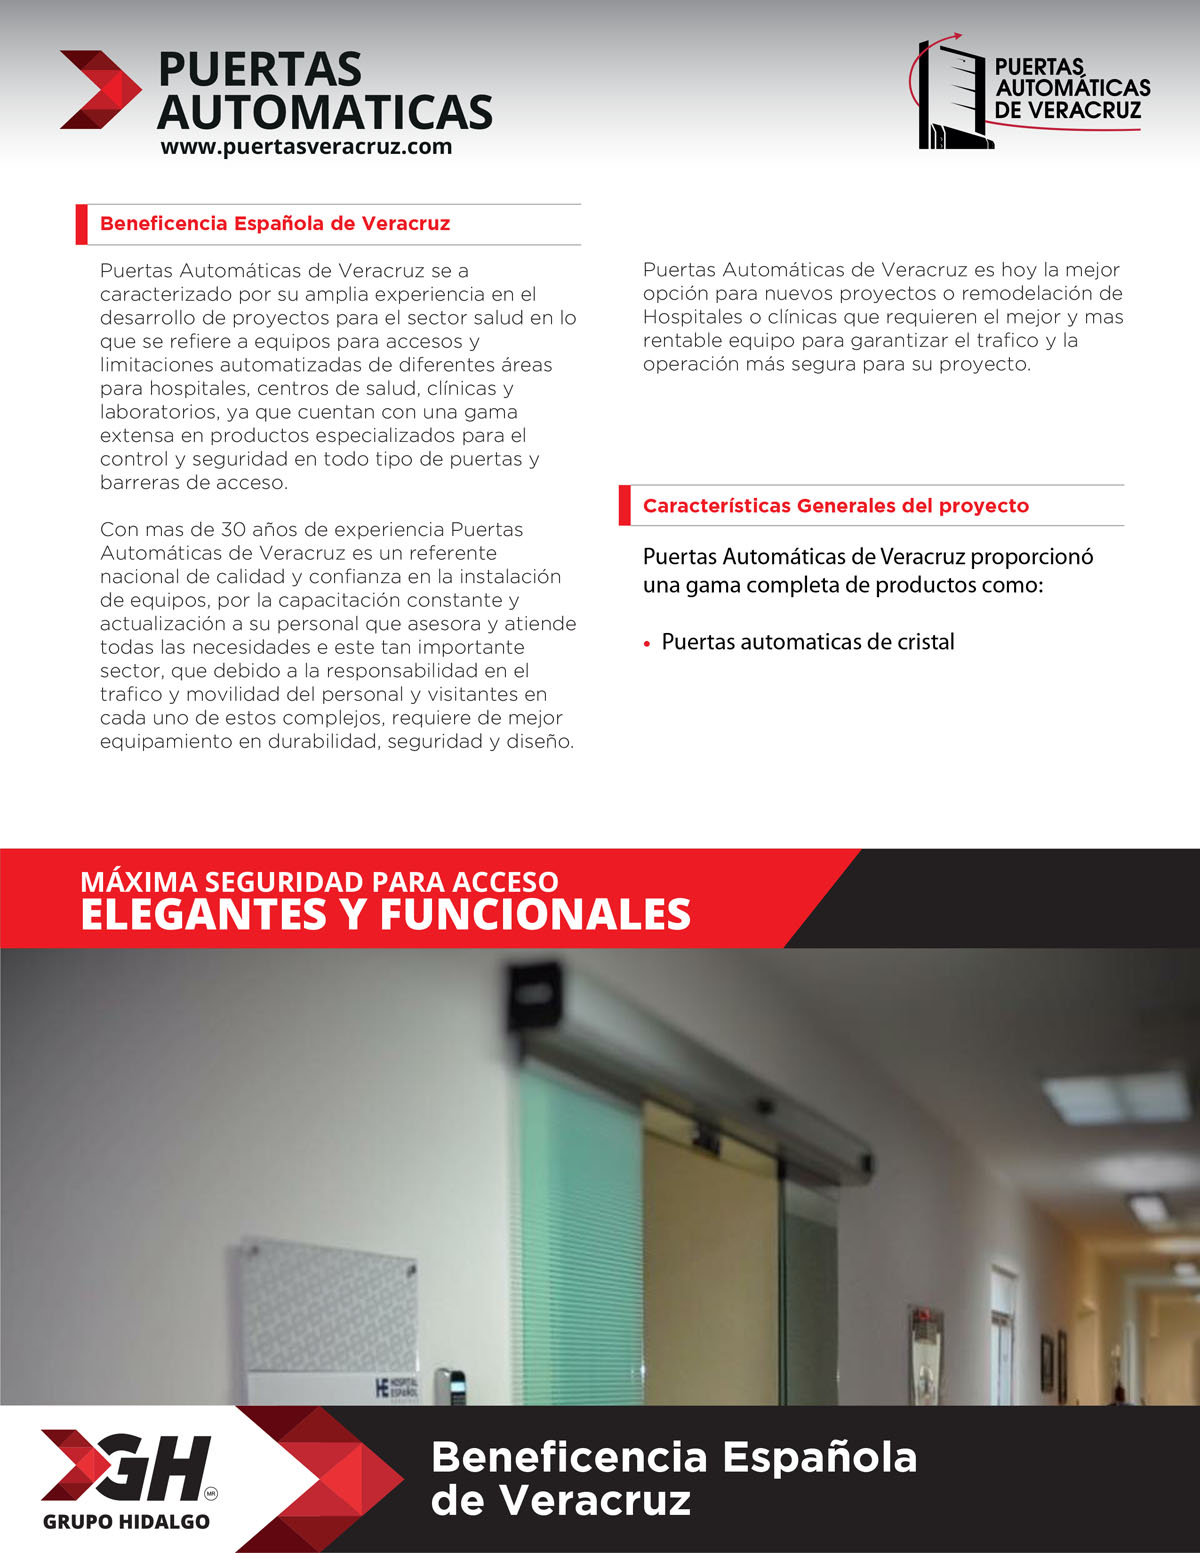 PUERTAS
AUTOMATICAS
www.puertasveracruz.com
PUERTAS
AUTOMÁTICAS
DE VERACRUZ
Beneficencia Española de Veracruz
Puertas Automáticas de Veracruz se a
caracterizado por su amplia experiencia en el
desarrollo de proyectos para el sector salud en lo
que se refiere a equipos para accesos y
limitaciones automatizadas de diferentes áreas
para hospitales, centros de salud, clínicas y
laboratorios, ya que cuentan con una gama
extensa en productos especializados para el
control y seguridad en todo tipo de puertas y
barreras de acceso.
Con mas de 30 años de experiencia Puertas
Automáticas de Veracruz es un referente
nacional de calidad y confianza en la instalación
de equipos, por la capacitación constante y
actualización a su personal que asesora y atiende
todas las necesidades e este tan importante
sector, que debido a la responsabilidad en el
trafico y movilidad del personal y visitantes en
cada uno de estos complejos, requiere de mejor
equipamiento en durabilidad, seguridad y diseño.
Puertas Automáticas de Veracruz es hoy la mejor
opción para nuevos proyectos o remodelación de
Hospitales o clínicas que requieren el mejor y mas
rentable equipo para garantizar el trafico y la
operación más segura para su proyecto.
Características Generales del proyecto
Puertas Automáticas de Veracruz proporcionó
una gama completa de productos como:
• Puertas automaticas de cristal
MÁXIMA SEGURIDAD PARA ACCESO
ELEGANTES Y FUNCIONALES
HE HOSPITAL
ESPAÑOL
GH
MR
GRUPO HIDALGO
Beneficencia Española
de Veracruz